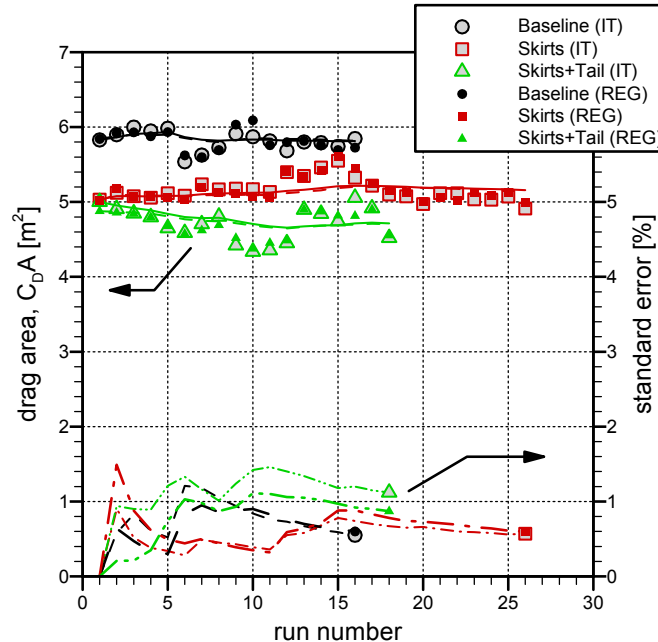 Baseline (IT)
Skirts (IT)
Skirts+Tail (IT)
Baseline (REG)
Skirts (REG)
Skirts+Tail (REG)
7
6
5
4
3
2
1
0
drag area, C_DA [m²]
5
4
3
2
1
0
standard error [%]
0 5 10 15 20 25 30
run number